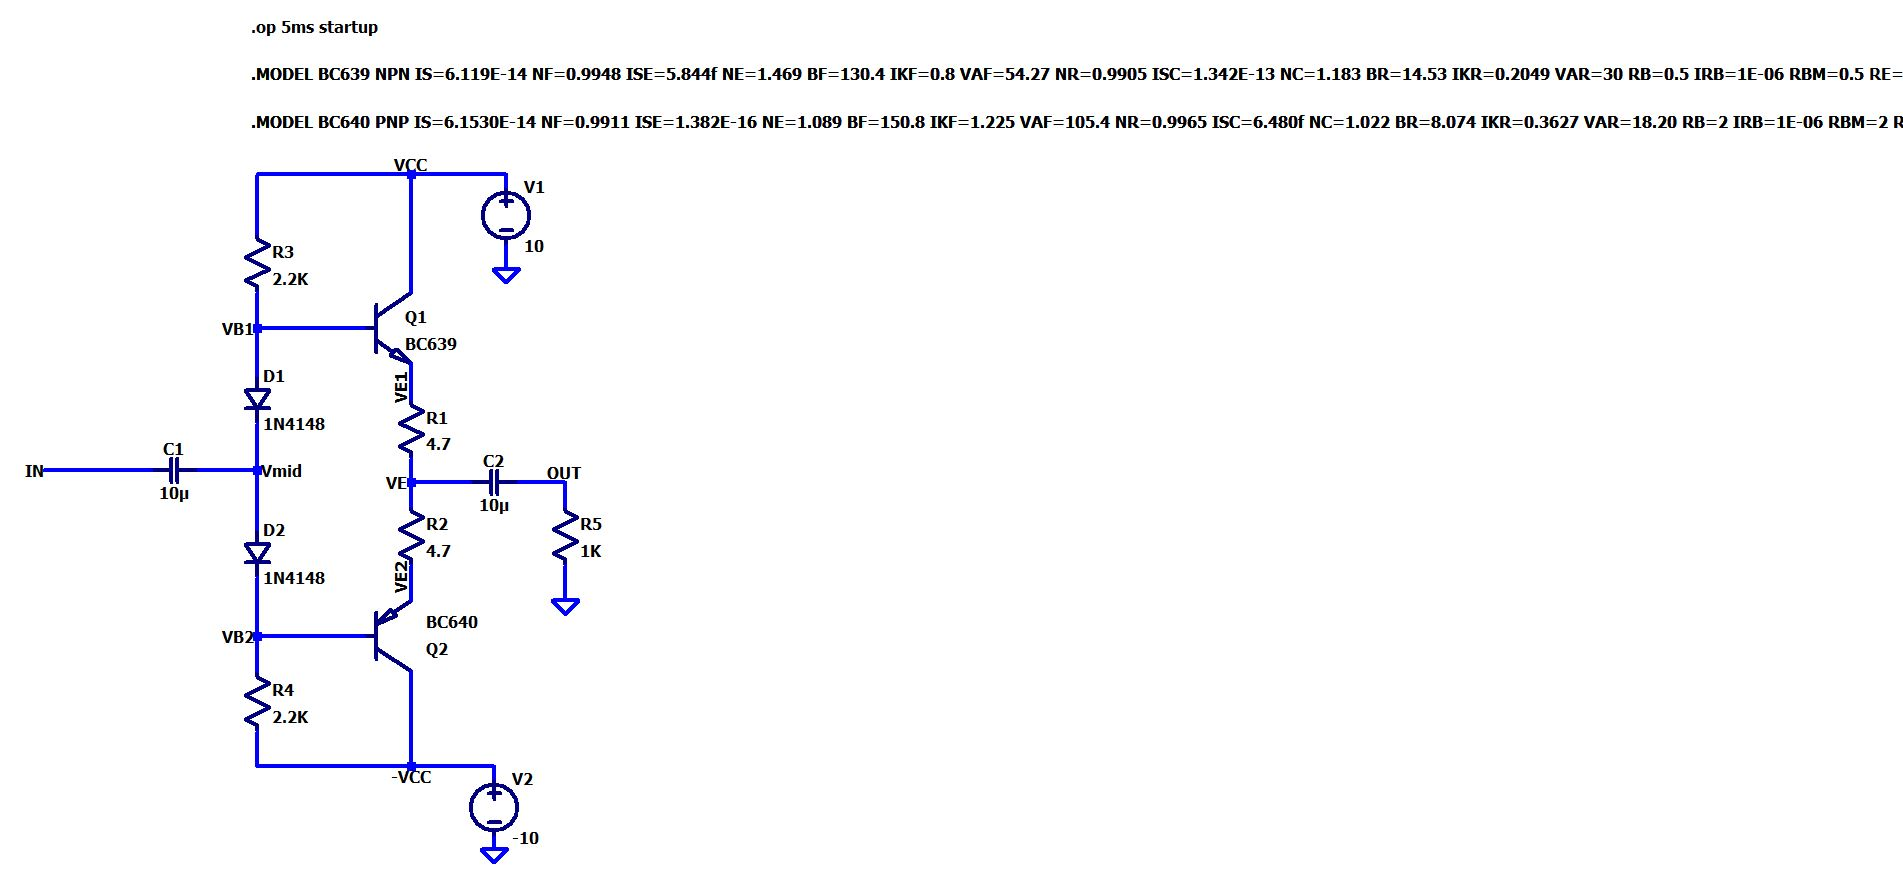 .op 5ms startup
.MODEL BC639 NPN IS=6.119E-14 NF=0.9948 ISE=5.844f NE=1.469 BF=130.4 IKF=0.8 VAF=54.27 NR=0.9905 ISC=1.342E-13 NC=1.183 BR=14.53 IKR=0.2049 VAR=30 RB=0.5 IRB=1E-06 RBM=0.5 RE=
.MODEL BC640 PNP IS=6.1530E-14 NF=0.9911 ISE=1.382E-16 NE=1.089 BF=150.8 IKF=1.225 VAF=105.4 NR=0.9965 ISC=6.480f NC=1.022 BR=8.074 IKR=0.3627 VAR=18.20 RB=2 IRB=1E-06 RBM=2 R
VCC
V1
10
R3
2.2K
VB1
Q1
BC639
D1
1N4148
VE1
R1
4.7
IN
C1
10µ
Vmid
VE
C2
10µ
OUT
R5
1K
D2
1N4148
R2
4.7
VE2
VB2
BC640
Q2
R4
2.2K
-VCC
V2
-10